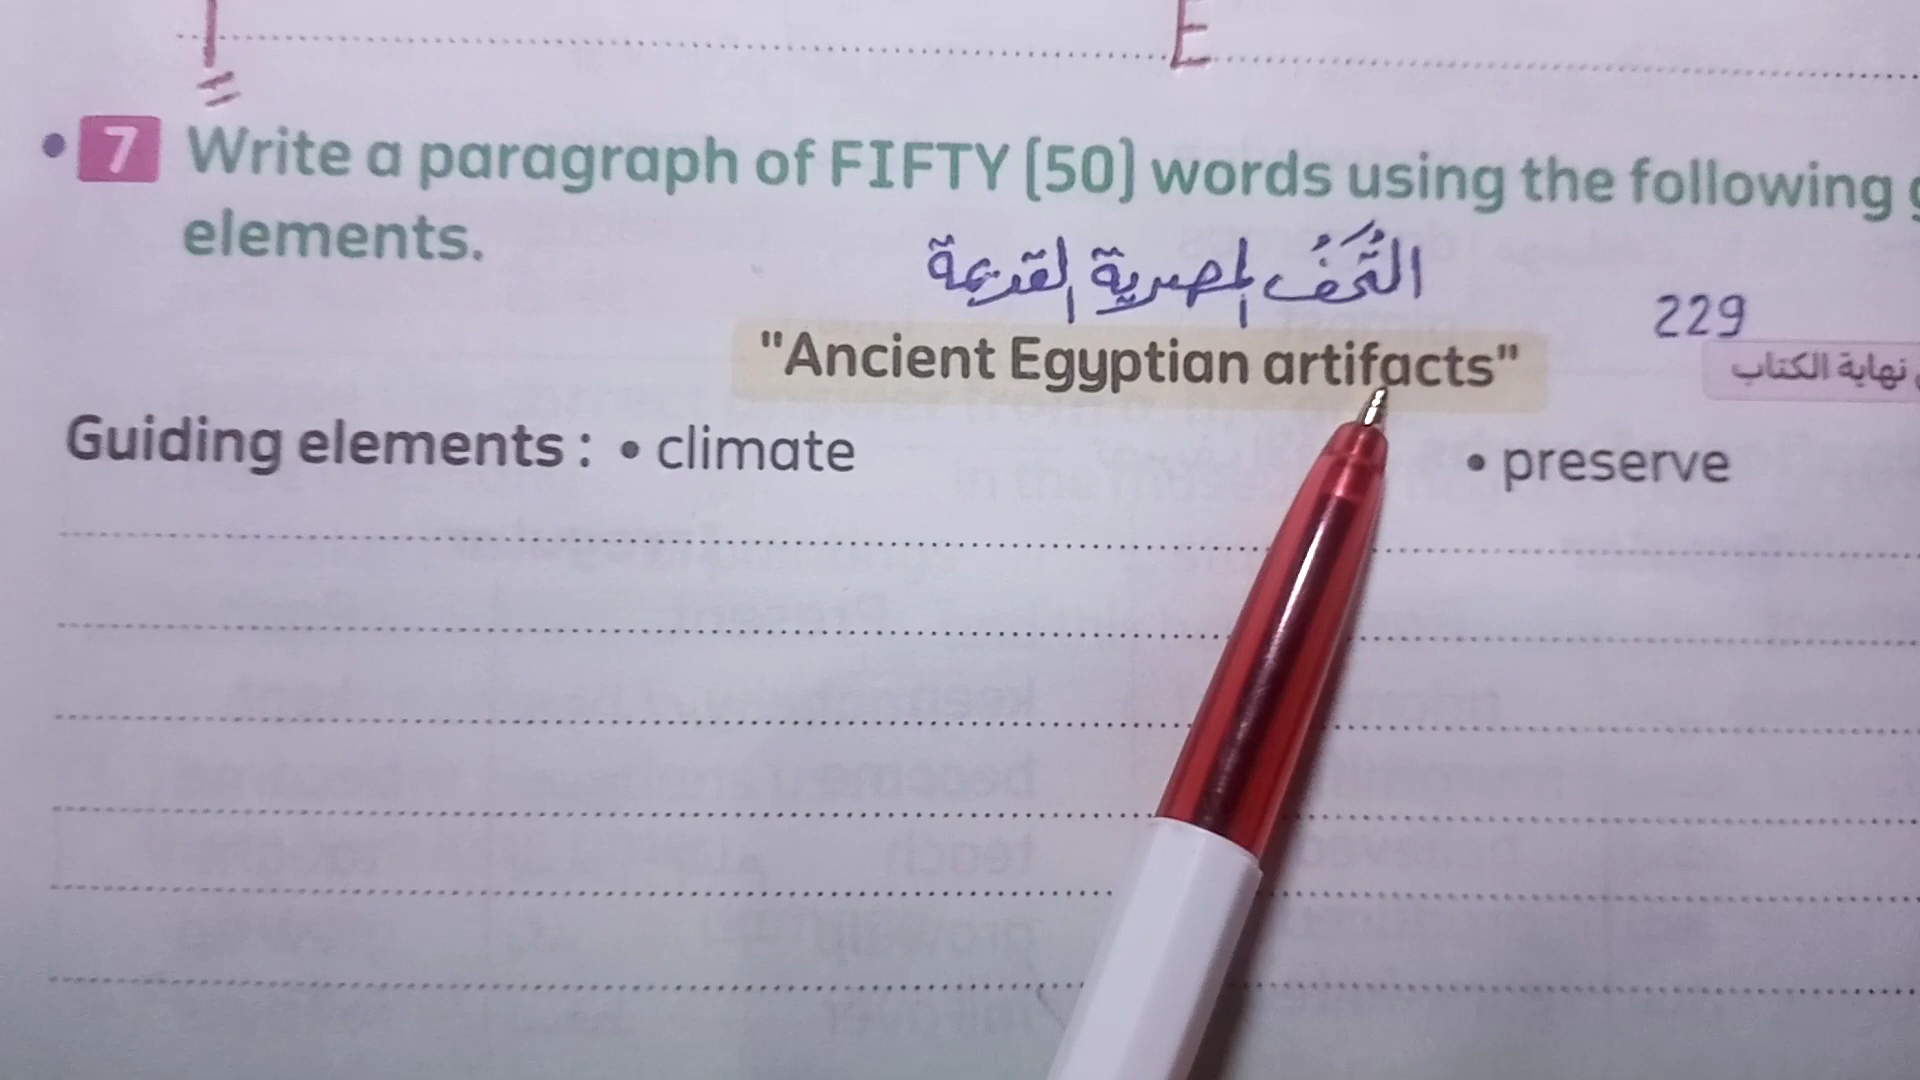 E
• 7 Write a paragraph of FIFTY (50) words using the following
elements.
التُّحَفُ المصرية القديمة
229
"Ancient Egyptian artifacts"
نهاية الكتاب
Guiding elements : • climate • preserve